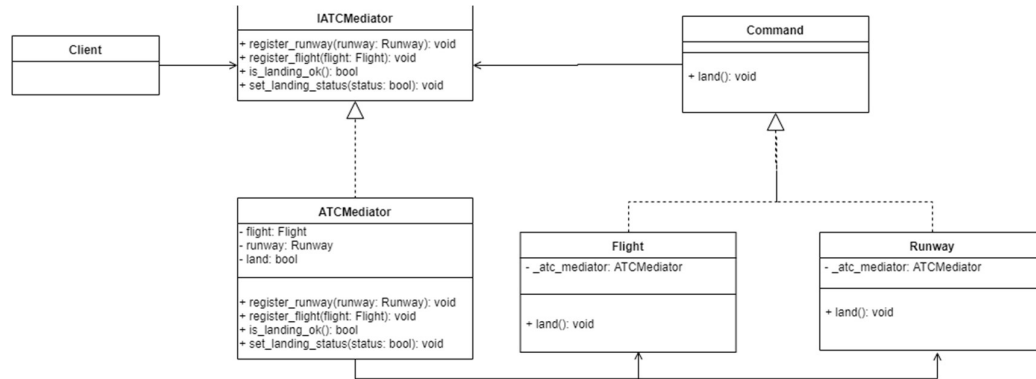 IATCMediator
+ register_runway(runway: Runway): void
+ register_flight(flight: Flight): void
+ is_landing_ok(): bool
+ set_landing_status(status: bool): void
Client
Command
+ land(): void
ATCMediator
- flight: Flight
- runway: Runway
- land: bool
+ register_runway(runway: Runway): void
+ register_flight(flight: Flight): void
+ is_landing_ok(): bool
+ set_landing_status(status: bool): void
Flight
- _atc_mediator: ATCMediator
+ land(): void
Runway
- _atc_mediator: ATCMediator
+ land(): void